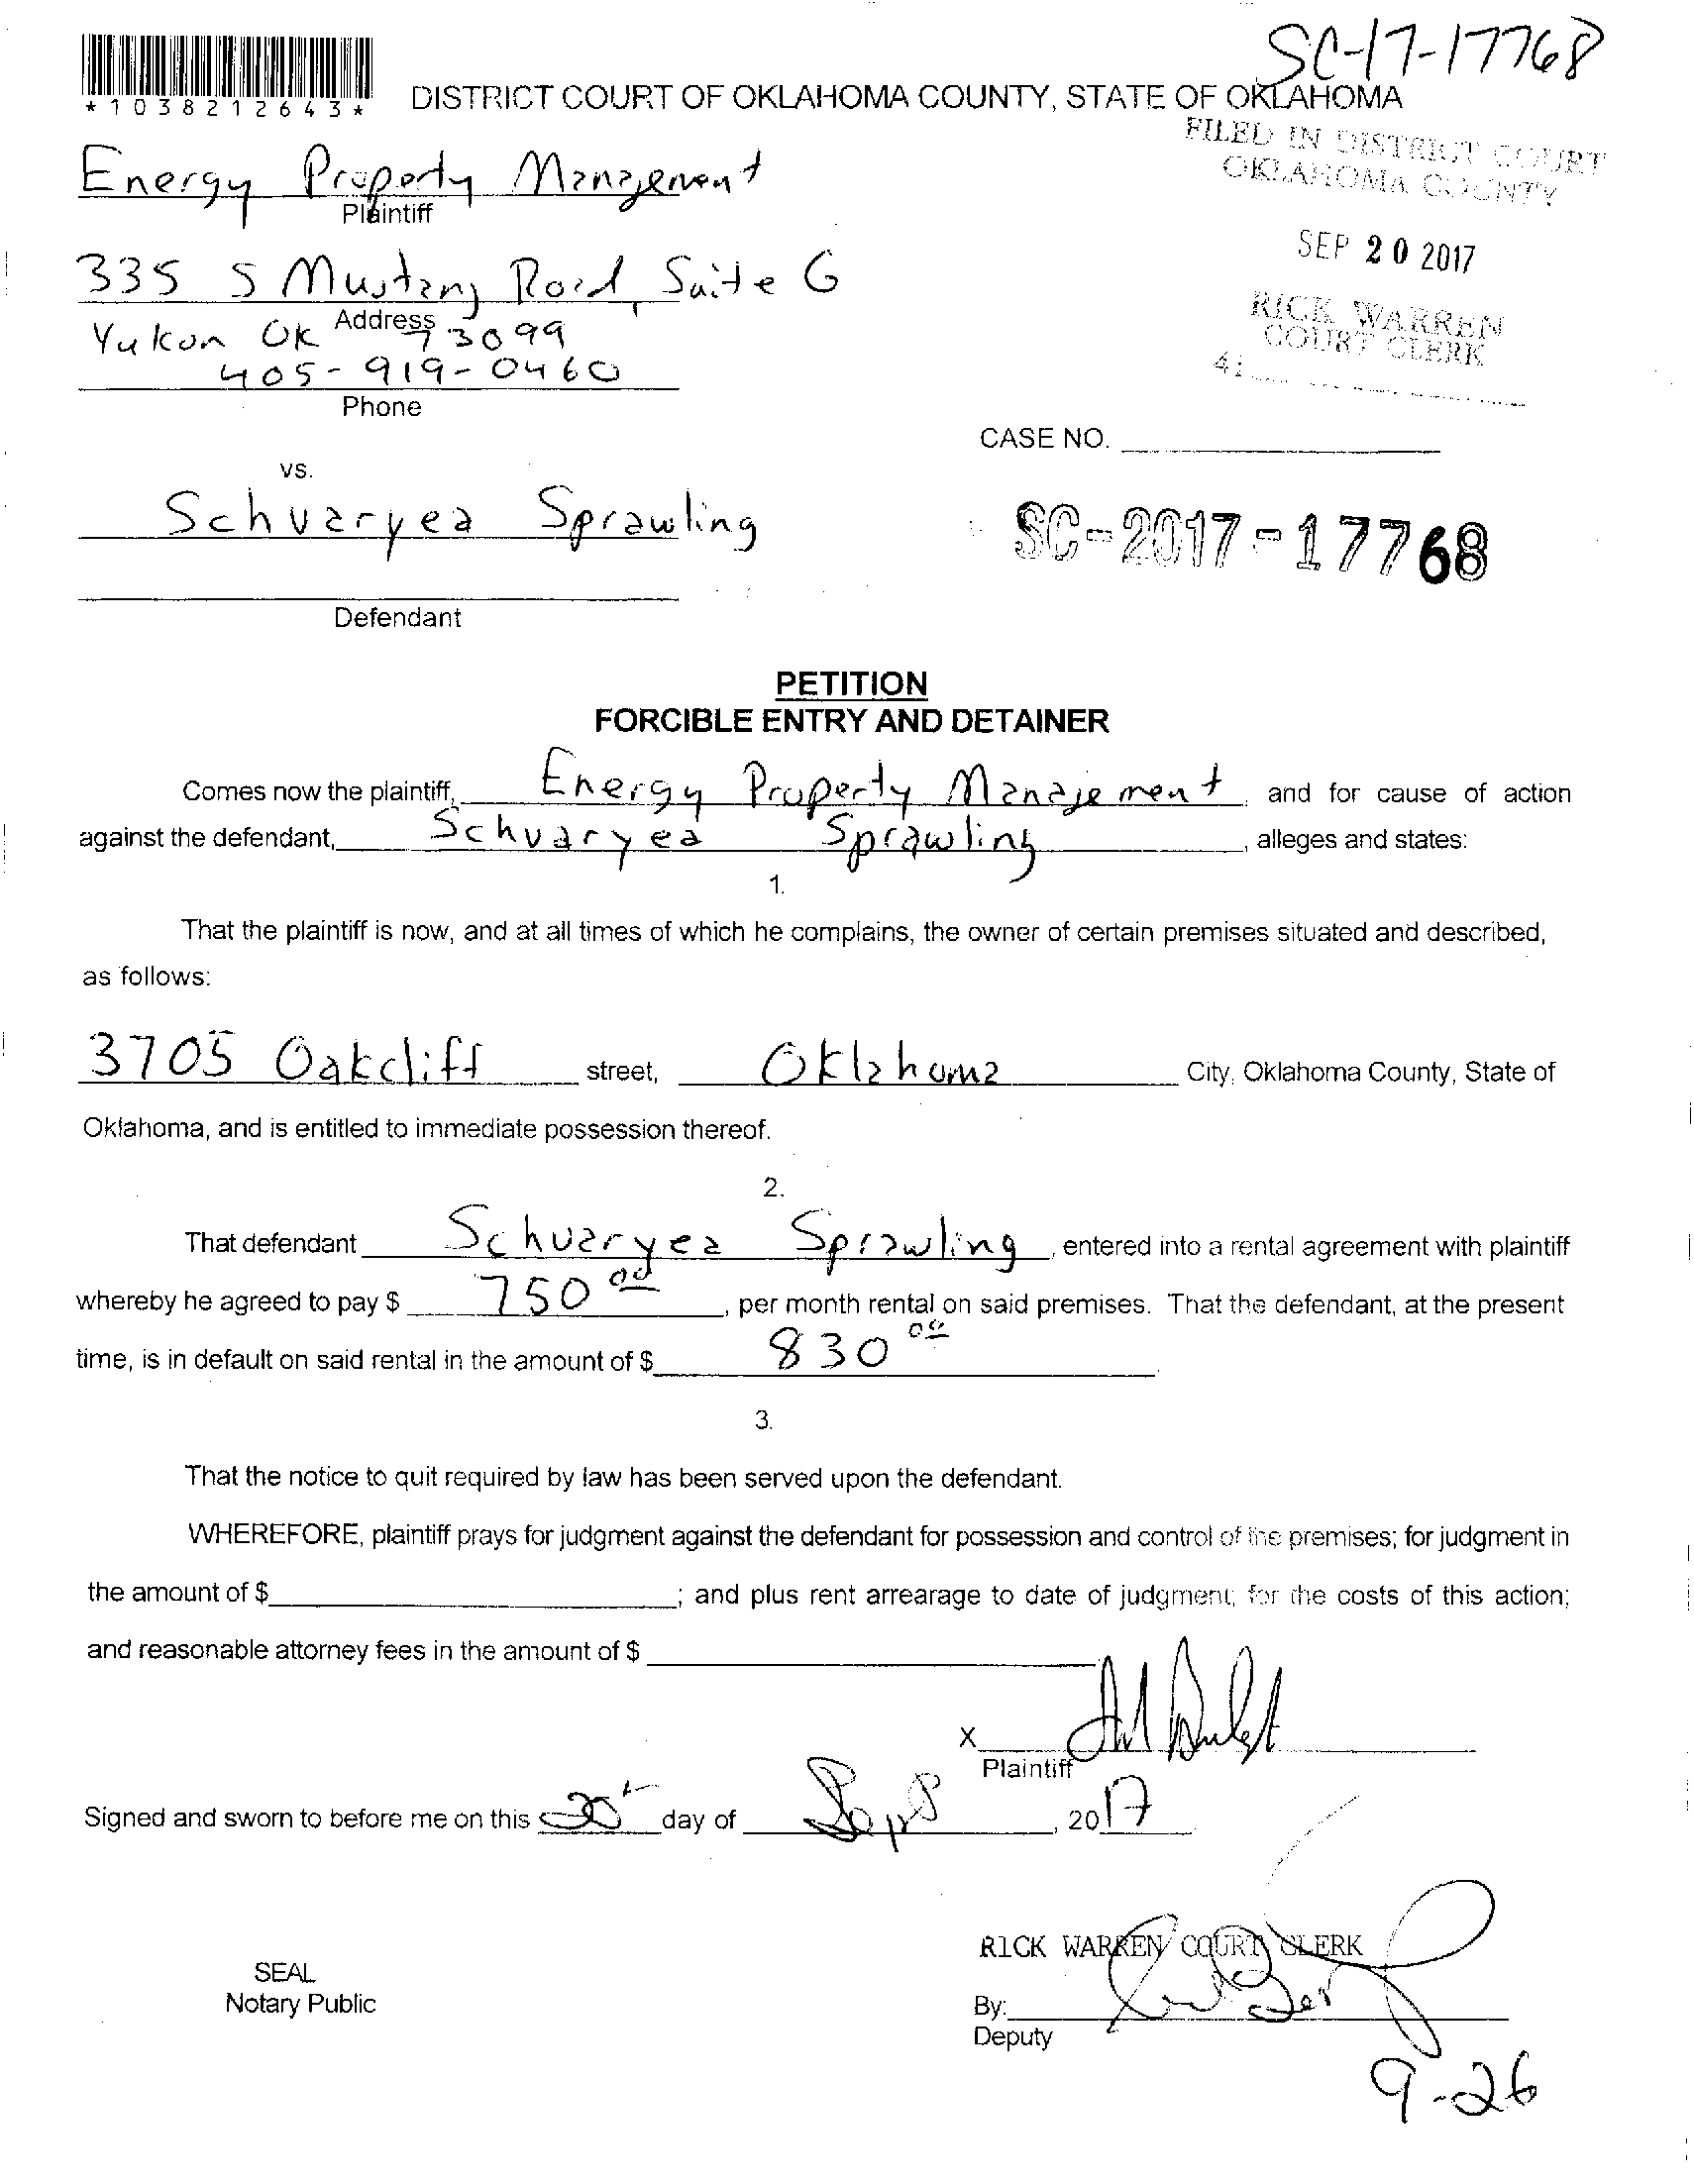 SC-17-17768
*1038212643*
DISTRICT COURT OF OKLAHOMA COUNTY, STATE OF OKLAHOMA
FILED IN DISTRICT COURT
OKLAHOMA COUNTY
Energy Property Management
Plaintiff
SEP 20 2017
335 S Mustang Road, Suite G
Address
RICK WARREN
COURT CLERK
Yukon OK 73099
41
405-919-0460
Phone
CASE NO.
vs.
Schvaryea Sprawling
SC-2017-17768
Defendant
PETITION
FORCIBLE ENTRY AND DETAINER
Comes now the plaintiff, Energy Property Management, and for cause of action
against the defendant, Schvaryea Sprawling, alleges and states:
1.
That the plaintiff is now, and at all times of which he complains, the owner of certain premises situated and described,
as follows:
3705 Oakcliff street, Oklahoma City, Oklahoma County, State of
Oklahoma, and is entitled to immediate possession thereof.
2.
That defendant Schvaryea Sprawling, entered into a rental agreement with plaintiff
whereby he agreed to pay $ 750 00, per month rental on said premises. That the defendant, at the present
time, is in default on said rental in the amount of $ 830 00.
3.
That the notice to quit required by law has been served upon the defendant.
WHEREFORE, plaintiff prays for judgment against the defendant for possession and control of the premises; for judgment in
the amount of $; and plus rent arrearage to date of judgment; for the costs of this action;
and reasonable attorney fees in the amount of $
X
Plaintiff
Signed and sworn to before me on this 20 day of Sept, 2017
RICK WARREN COURT CLERK
SEAL
Notary Public
By:
Deputy
9-26